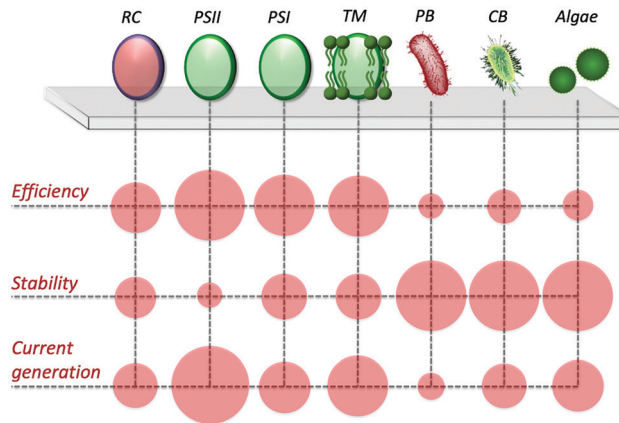 RC PSII PSI TM PB CB Algae
Efficiency
Stability
Current
generation